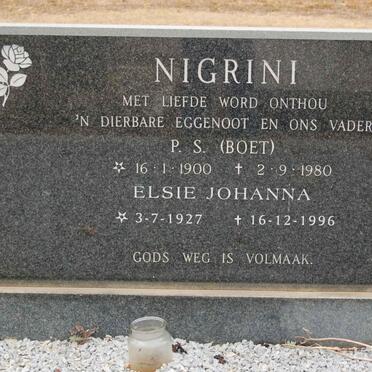 NIGRINI
MET LIEFDE WORD ONTHOU
'N DIERBARE EGGENOOT EN ONS VADER
P. S. (BOET)
☆ 16·1·1900 † 2·9·1980
ELSIE JOHANNA
☆ 3-7-1927 † 16-12-1996
GODS WEG IS VOLMAAK.